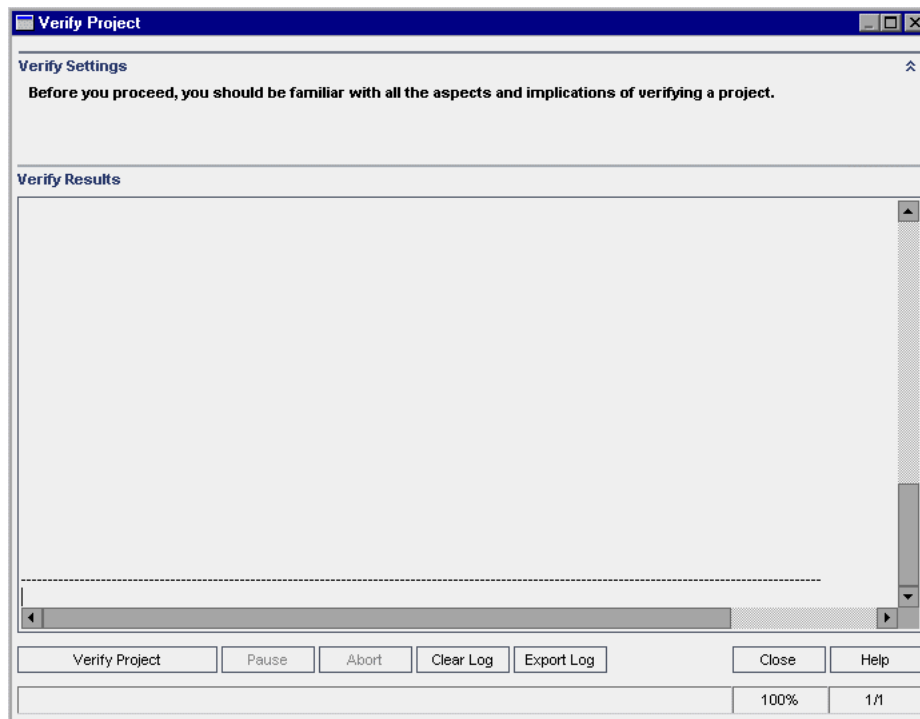 Verify Project
Verify Settings
Before you proceed, you should be familiar with all the aspects and implications of verifying a project.
Verify Results
--------------------------------------------------------------------------------
Verify Project Pause Abort Clear Log Export Log Close Help
100% 1/1